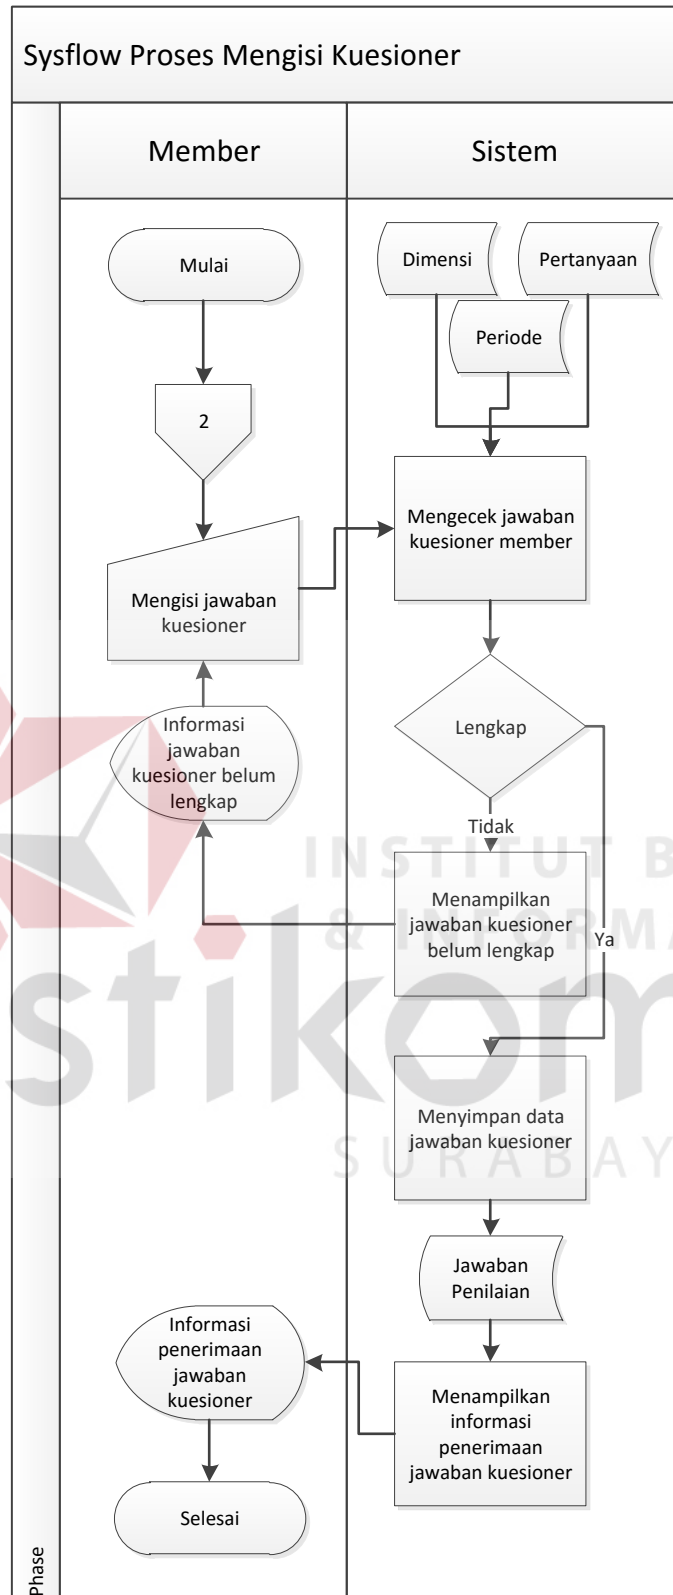 Sysflow Proses Mengisi Kuesioner
Member
Sistem
Mulai
Dimensi
Pertanyaan
Periode
2
Mengecek jawaban
kuesioner member
Mengisi jawaban
kuesioner
Lengkap
Informasi
jawaban
kuesioner belum
lengkap
Tidak
Ya
Menampilkan
jawaban kuesioner
belum lengkap
Menyimpan data
jawaban kuesioner
Jawaban
Penilaian
Informasi
penerimaan
jawaban
kuesioner
Menampilkan
informasi
penerimaan
jawaban kuesioner
Selesai
Phase
INSTITUT B
& INFORMA
stikom
SURABAY